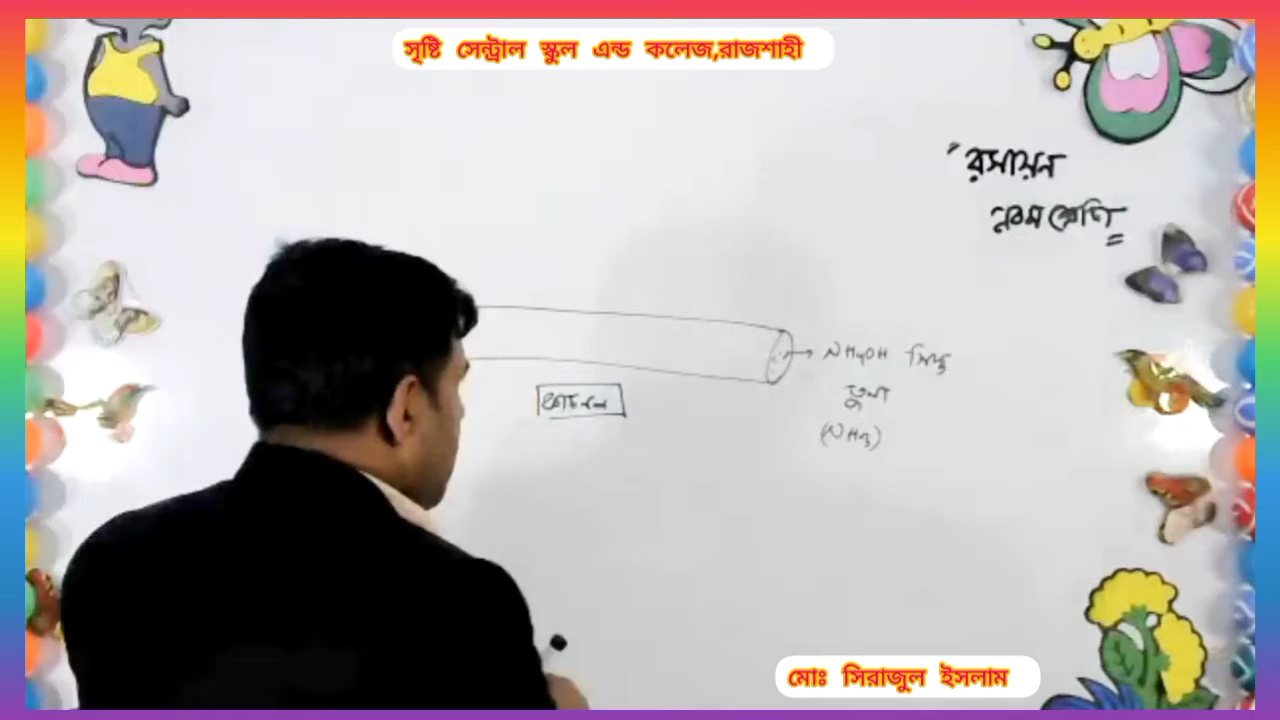 সৃষ্টি সেন্ট্রাল স্কুল এন্ড কলেজ,রাজশাহী
"রসায়ন
নবম শ্রেণি
NH₄OH সিক্ত
তুলা
(NH₃)
মোঃ সিরাজুল ইসলাম